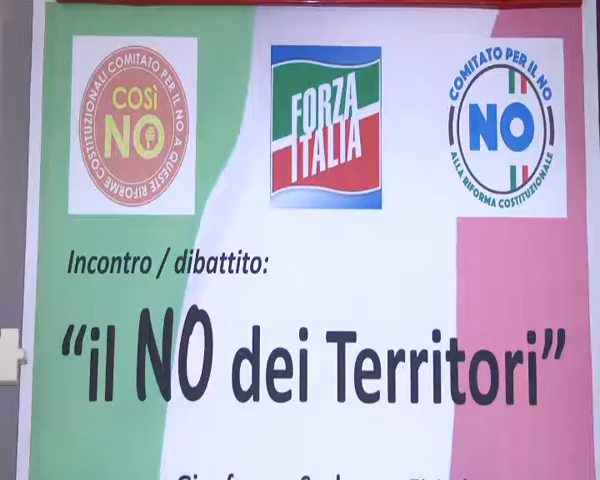 COMITATO PER IL NO A QUESTE RIFORME COSTITUZIONALI
COSÌ
NO
FORZA
ITALIA
COMITATO PER IL NO
NO
ALLA RIFORMA COSTITUZIONALE
Incontro / dibattito:
“il NO dei Territori”